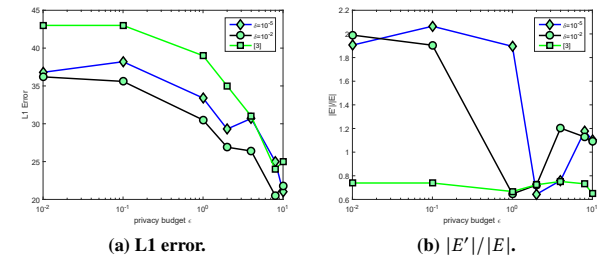 45
40
35
30
25
20
L1 Error
10^-2
10^-1
10^0
10^1
privacy budget ϵ
δ=10^-5
δ=10^-2
[3]
(a) L1 error.
2.2
2
1.8
1.6
1.4
1.2
1
0.8
0.6
|E'|/|E|
10^-2
10^-1
10^0
10^1
privacy budget ϵ
δ=10^-5
δ=10^-2
[3]
(b) |E′|/|E|.